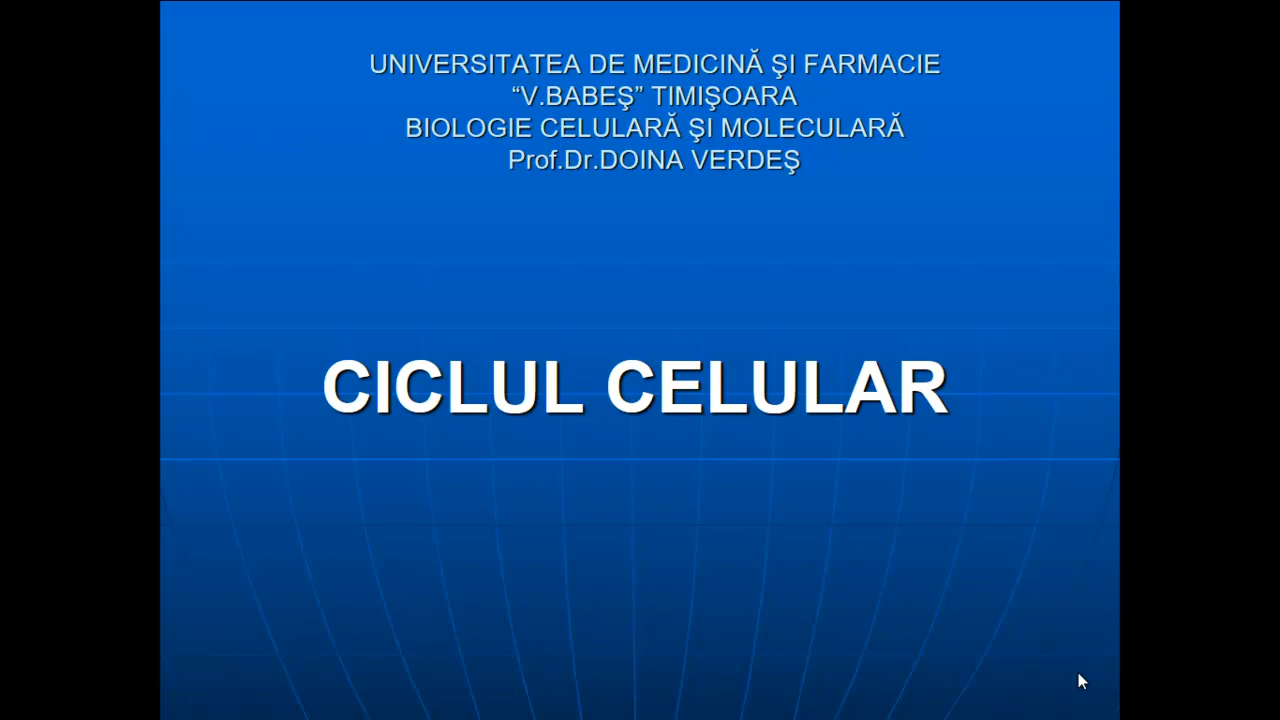 UNIVERSITATEA DE MEDICINĂ ŞI FARMACIE
“V.BABEŞ” TIMIŞOARA
BIOLOGIE CELULARĂ ŞI MOLECULARĂ
Prof.Dr.DOINA VERDEŞ
CICLUL CELULAR